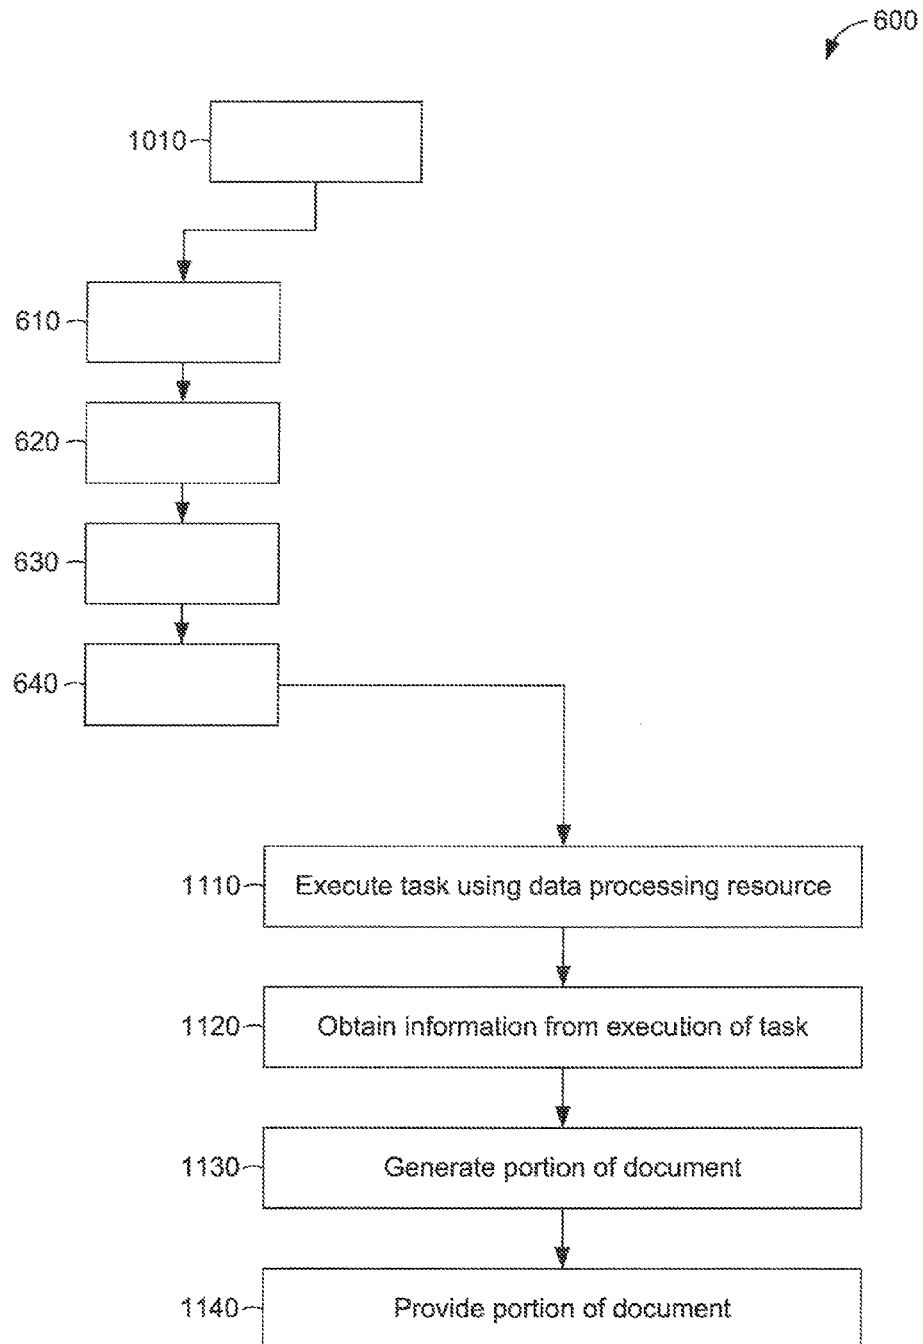 600
1010
610
620
630
640
1110 Execute task using data processing resource
1120 Obtain information from execution of task
1130 Generate portion of document
1140 Provide portion of document